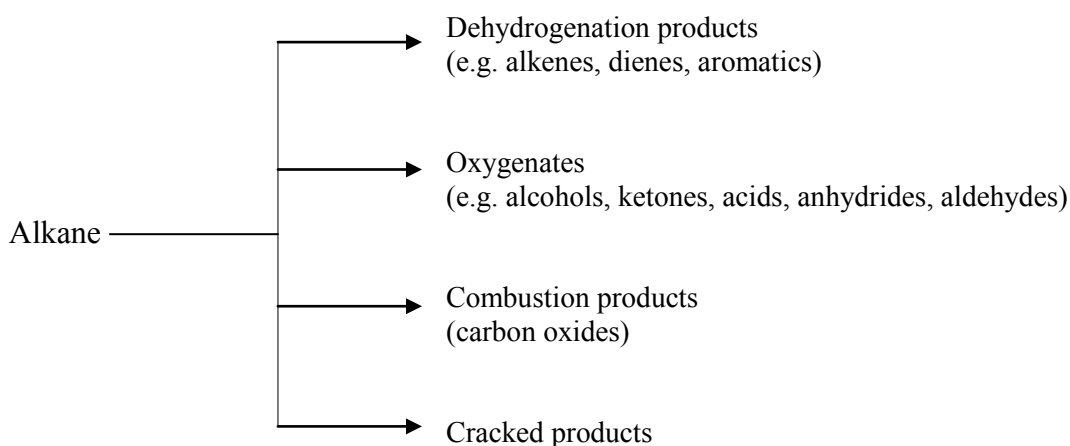 Dehydrogenation products
(e.g. alkenes, dienes, aromatics)
Oxygenates
(e.g. alcohols, ketones, acids, anhydrides, aldehydes)
Alkane
Combustion products
(carbon oxides)
Cracked products